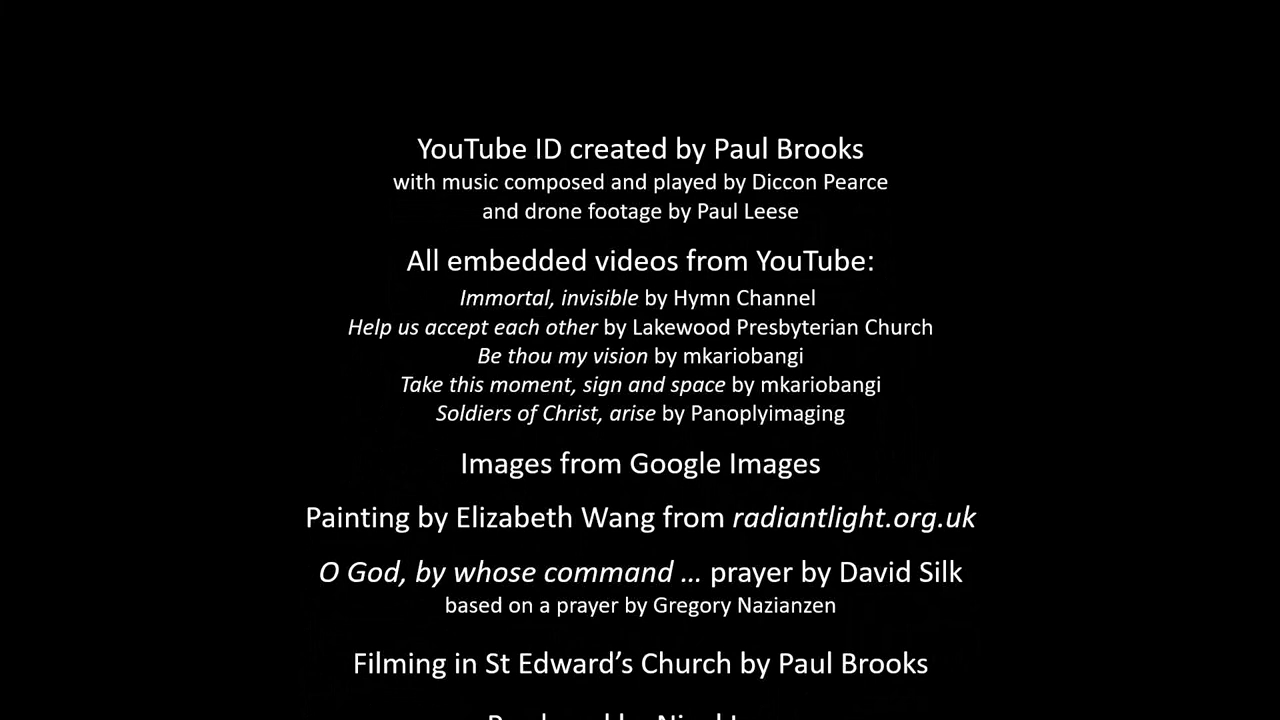 YouTube ID created by Paul Brooks
with music composed and played by Diccon Pearce
and drone footage by Paul Leese
All embedded videos from YouTube:
Immortal, invisible by Hymn Channel
Help us accept each other by Lakewood Presbyterian Church
Be thou my vision by mkariobangi
Take this moment, sign and space by mkariobangi
Soldiers of Christ, arise by Panoplyimaging
Images from Google Images
Painting by Elizabeth Wang from radiantlight.org.uk
O God, by whose command … prayer by David Silk
based on a prayer by Gregory Nazianzen
Filming in St Edward’s Church by Paul Brooks